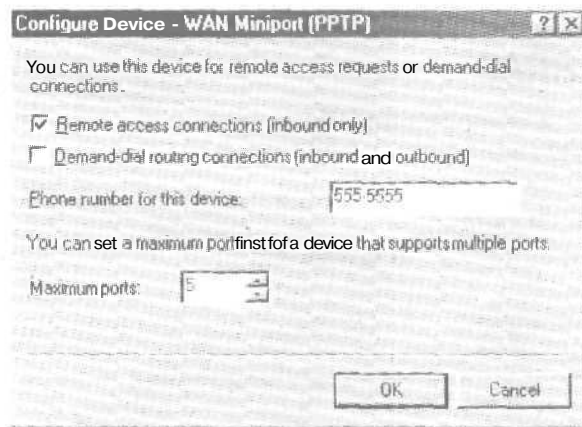 Configure Device - WAN Miniport (PPTP)
You can use this device for remote access requests or demand-dial
connections.
Remote access connections (inbound only)
Demand-dial routing connections (inbound and outbound)
Phone number for this device:
555-5555
You can set a maximum portfinstfofa device that supports multiple ports.
Maximum ports:
5
OK
Cancel